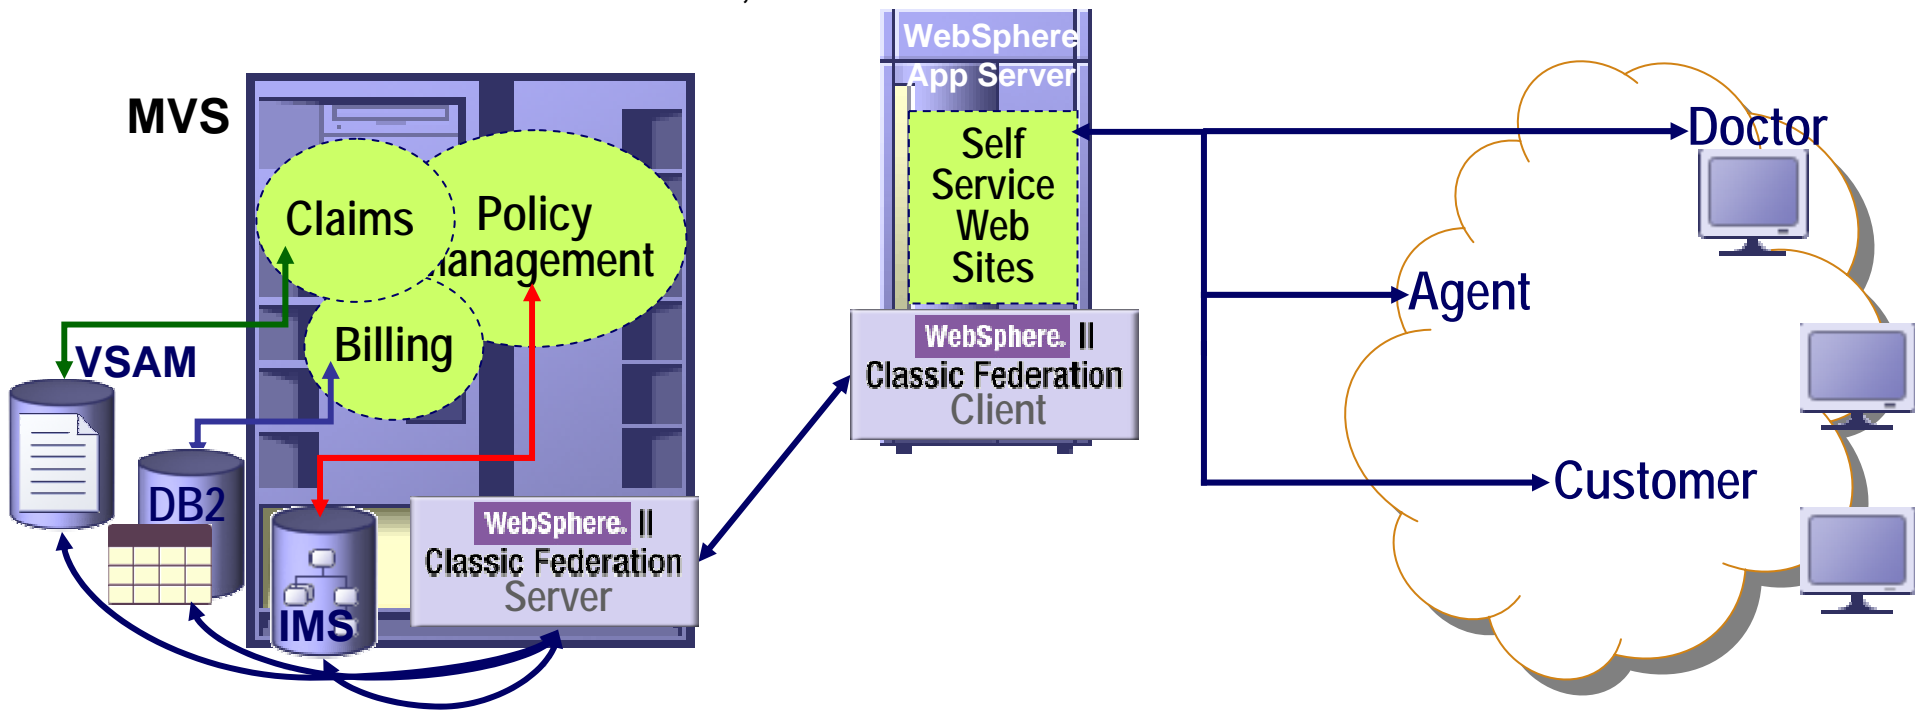 MVS
Claims
Policy
anagement
Billing
VSAM
DB2
IMS
WebSphere. II
Classic Federation
Server
WebSphere
App Server
Self
Service
Web
Sites
WebSphere. II
Classic Federation
Client
Doctor
Agent
Customer